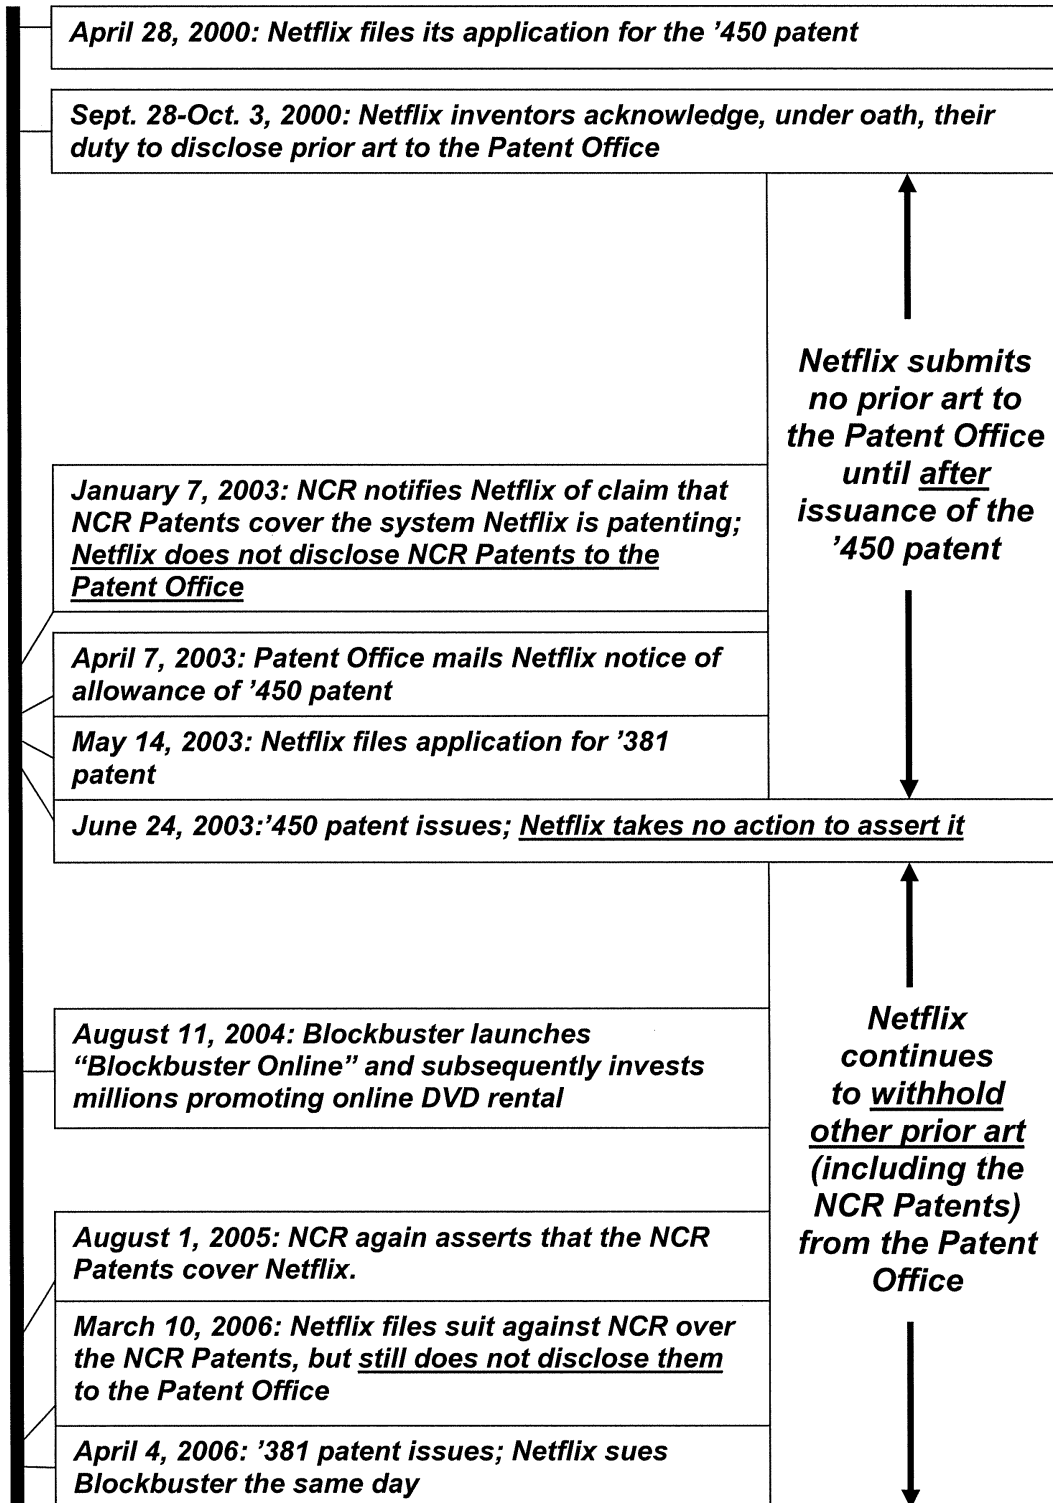 April 28, 2000: Netflix files its application for the ’450 patent
Sept. 28-Oct. 3, 2000: Netflix inventors acknowledge, under oath, their
duty to disclose prior art to the Patent Office
Netflix submits
no prior art to
the Patent Office
until after
issuance of the
’450 patent
January 7, 2003: NCR notifies Netflix of claim that
NCR Patents cover the system Netflix is patenting;
Netflix does not disclose NCR Patents to the
Patent Office
April 7, 2003: Patent Office mails Netflix notice of
allowance of ’450 patent
May 14, 2003: Netflix files application for ’381
patent
June 24, 2003:’450 patent issues; Netflix takes no action to assert it
August 11, 2004: Blockbuster launches
“Blockbuster Online” and subsequently invests
millions promoting online DVD rental
Netflix
continues
to withhold
other prior art
(including the
NCR Patents)
from the Patent
Office
August 1, 2005: NCR again asserts that the NCR
Patents cover Netflix.
March 10, 2006: Netflix files suit against NCR over
the NCR Patents, but still does not disclose them
to the Patent Office
April 4, 2006: ’381 patent issues; Netflix sues
Blockbuster the same day